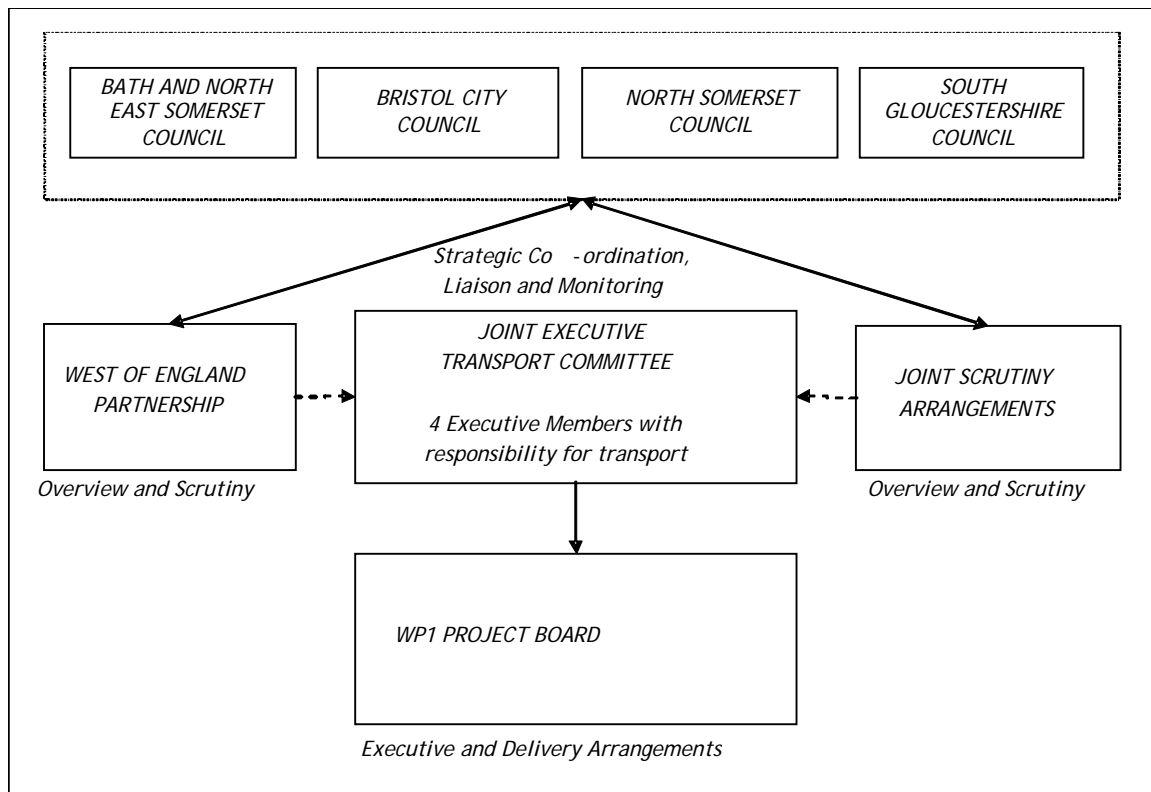 BATH AND NORTH
EAST SOMERSET
COUNCIL
BRISTOL CITY
COUNCIL
NORTH SOMERSET
COUNCIL
SOUTH
GLOUCESTERSHIRE
COUNCIL
Strategic Co -ordination,
Liaison and Monitoring
WEST OF ENGLAND
PARTNERSHIP
Overview and Scrutiny
JOINT EXECUTIVE
TRANSPORT COMMITTEE
4 Executive Members with
responsibility for transport
JOINT SCRUTINY
ARRANGEMENTS
Overview and Scrutiny
WP1 PROJECT BOARD
Executive and Delivery Arrangements